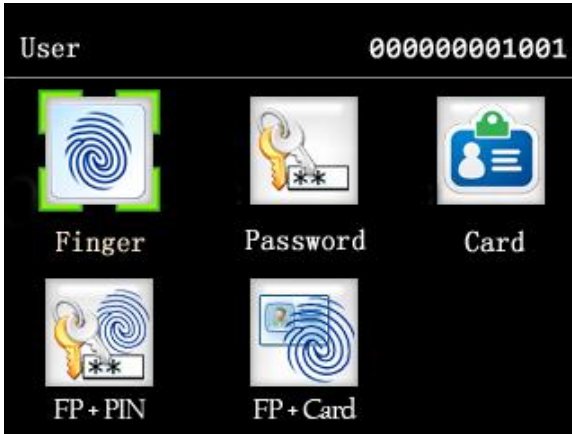 User 000000001001
**
Finger Password Card
**
FP+PIN FP+Card